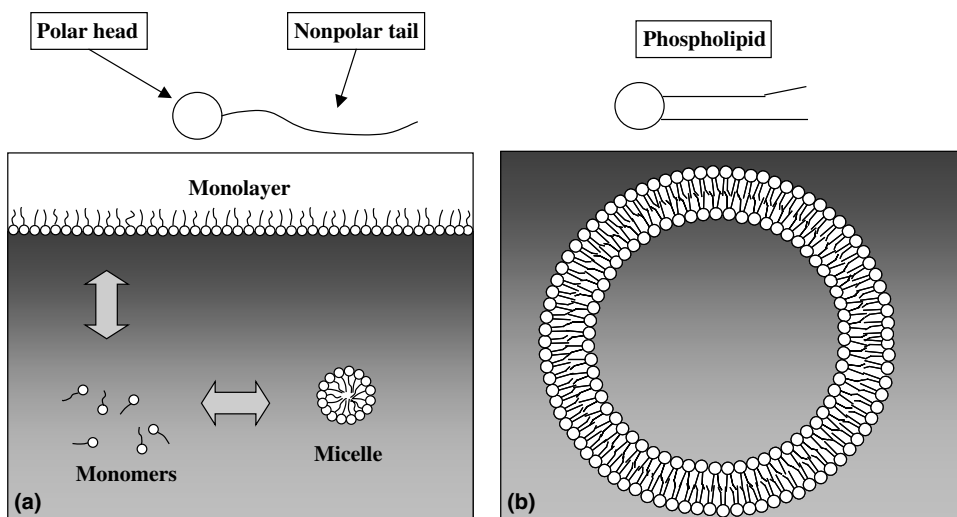 Polar head
Nonpolar tail
Phospholipid
Monolayer
Monomers
Micelle
(a)
(b)